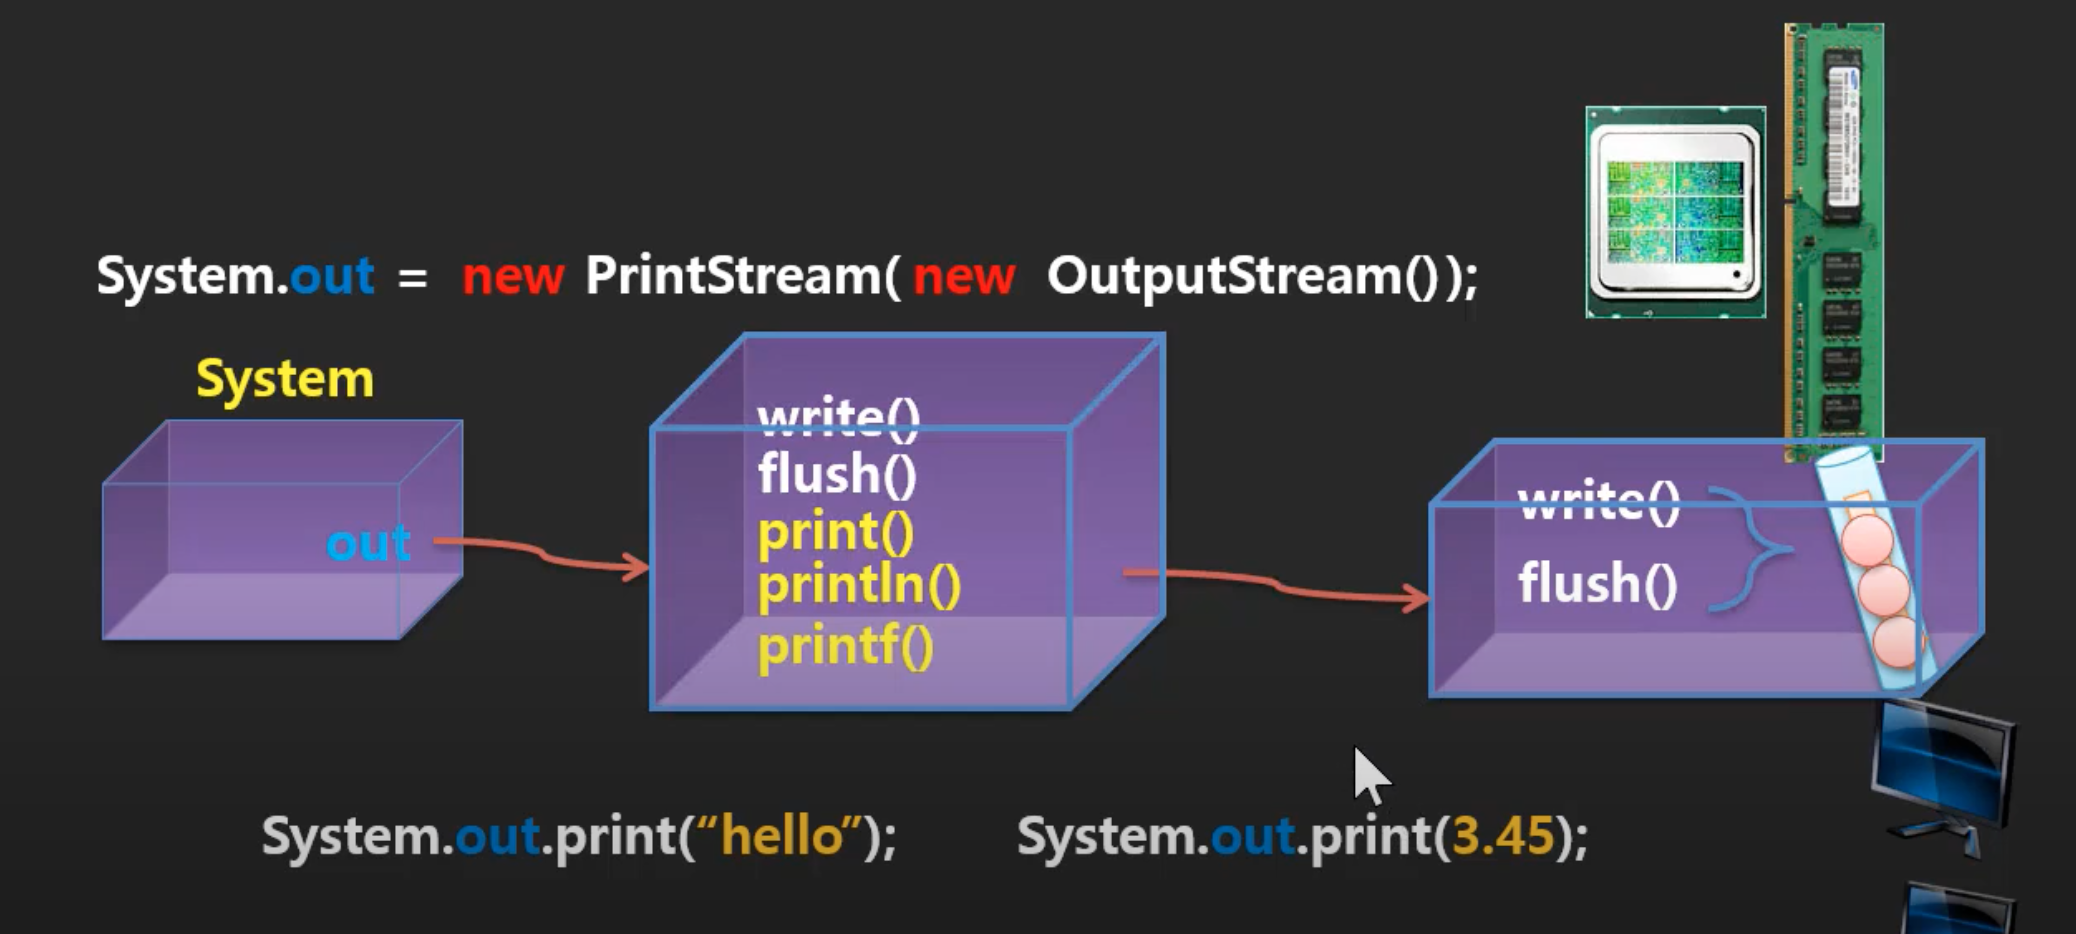 System.out = new PrintStream( new OutputStream());
System
out
write()
flush()
print()
println()
printf()
write()
flush()
System.out.print(“hello”);
System.out.print(3.45);